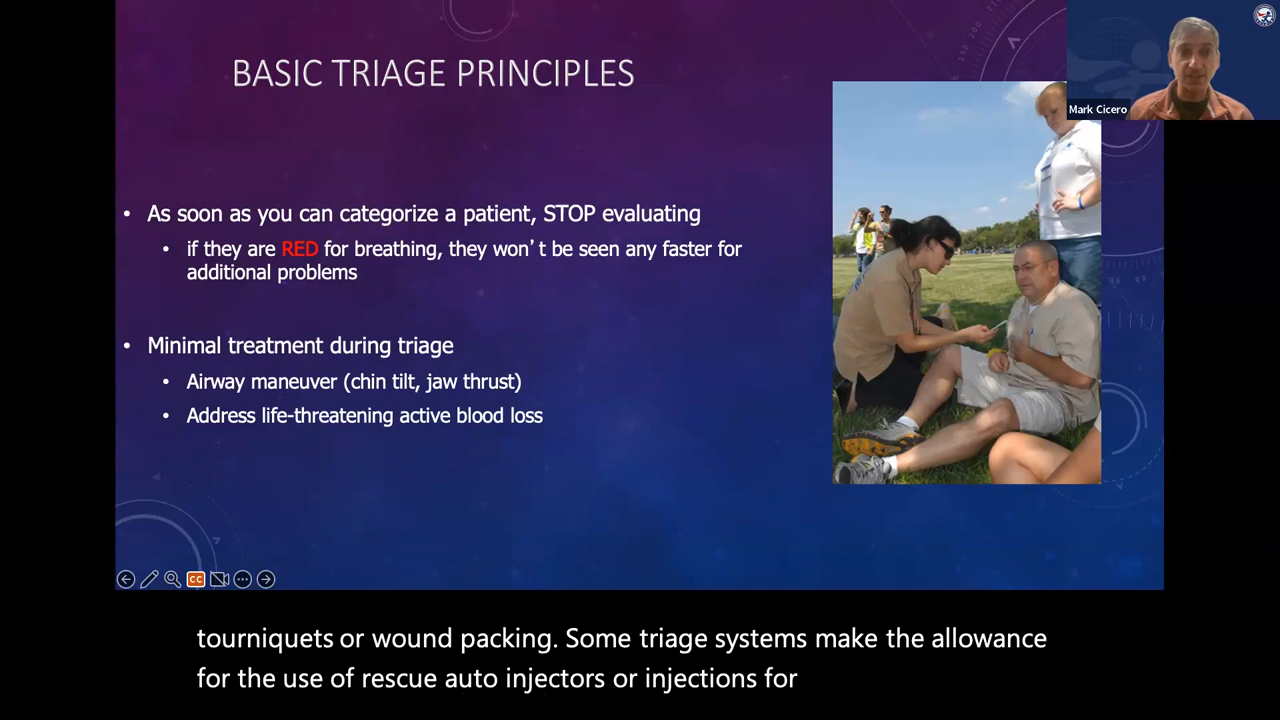 BASIC TRIAGE PRINCIPLES
Mark Cicero
• As soon as you can categorize a patient, STOP evaluating
• if they are RED for breathing, they won’t be seen any faster for
additional problems
• Minimal treatment during triage
• Airway maneuver (chin tilt, jaw thrust)
• Address life-threatening active blood loss
CC
tourniquets or wound packing. Some triage systems make the allowance
for the use of rescue auto injectors or injections for